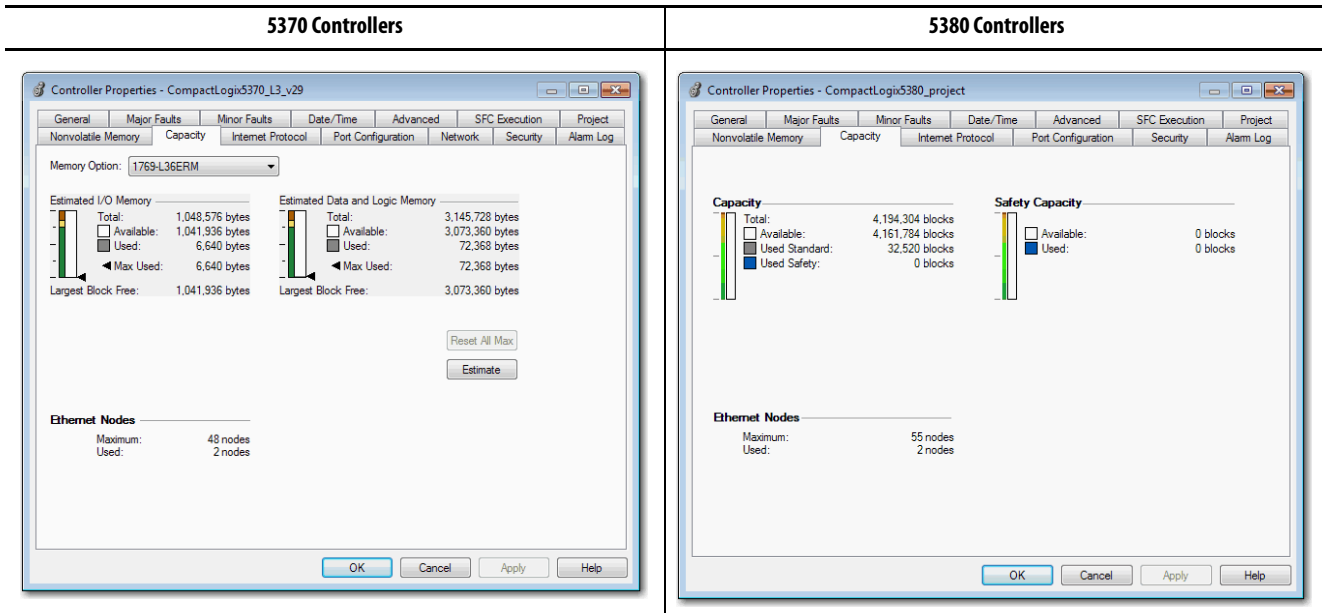 5370 Controllers
5380 Controllers
Controller Properties - CompactLogix5370_L3_v29
General Major Faults Minor Faults Date/Time Advanced SFC Execution Project
Nonvolatile Memory Capacity Internet Protocol Port Configuration Network Security Alarm Log
Memory Option: 1769-L36ERM
Estimated I/O Memory
Total: 1,048,576 bytes
Available: 1,041,936 bytes
Used: 6,640 bytes
Max Used: 6,640 bytes
Largest Block Free: 1,041,936 bytes
Estimated Data and Logic Memory
Total: 3,145,728 bytes
Available: 3,073,360 bytes
Used: 72,368 bytes
Max Used: 72,368 bytes
Largest Block Free: 3,073,360 bytes
Reset All Max
Estimate
Ethernet Nodes
Maximum: 48 nodes
Used: 2 nodes
OK Cancel Apply Help
Controller Properties - CompactLogix5380_project
General Major Faults Minor Faults Date/Time Advanced SFC Execution Project
Nonvolatile Memory Capacity Internet Protocol Port Configuration Security Alarm Log
Capacity
Total: 4,194,304 blocks
Available: 4,161,784 blocks
Used Standard: 32,520 blocks
Used Safety: 0 blocks
Safety Capacity
Available: 0 blocks
Used: 0 blocks
Ethernet Nodes
Maximum: 55 nodes
Used: 2 nodes
OK Cancel Apply Help